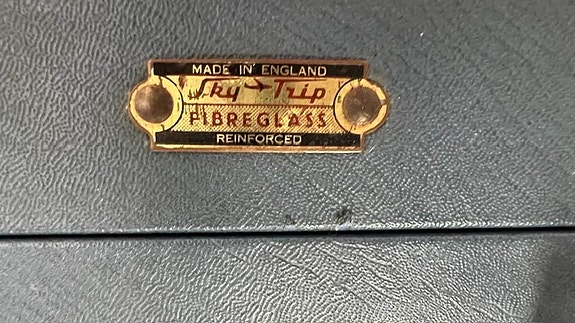 MADE IN ENGLAND
Sky Trip
FIBREGLASS
REINFORCED